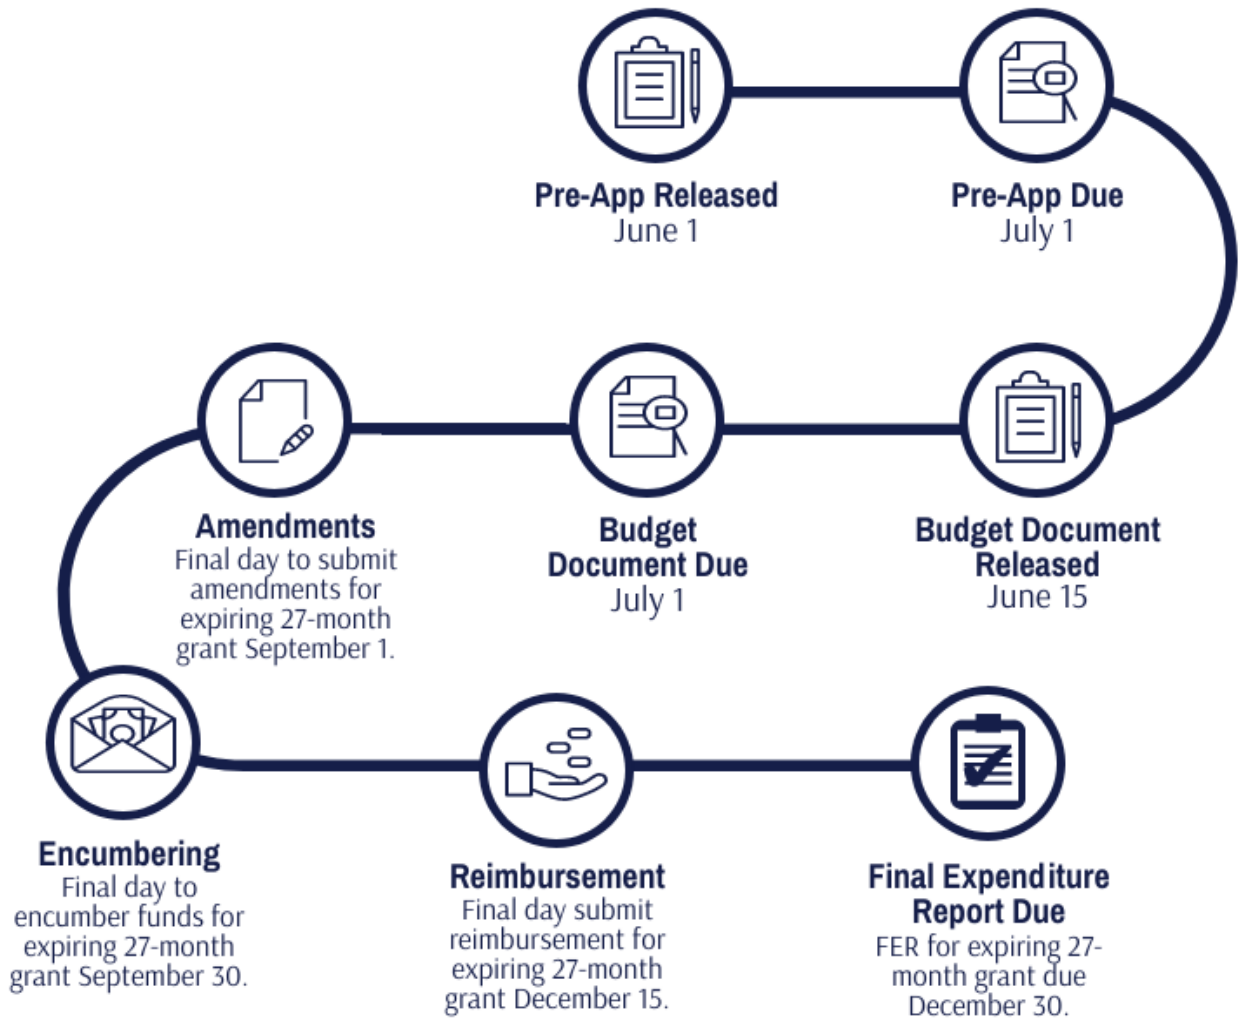 Pre-App Released
June 1
Pre-App Due
July 1
Budget Document
Released
June 15
Budget
Document Due
July 1
Amendments
Final day to submit
amendments for
expiring 27-month
grant September 1.
Encumbering
Final day to
encumber funds for
expiring 27-month
grant September 30.
Reimbursement
Final day submit
reimbursement for
expiring 27-month
grant December 15.
Final Expenditure
Report Due
FER for expiring 27-
month grant due
December 30.